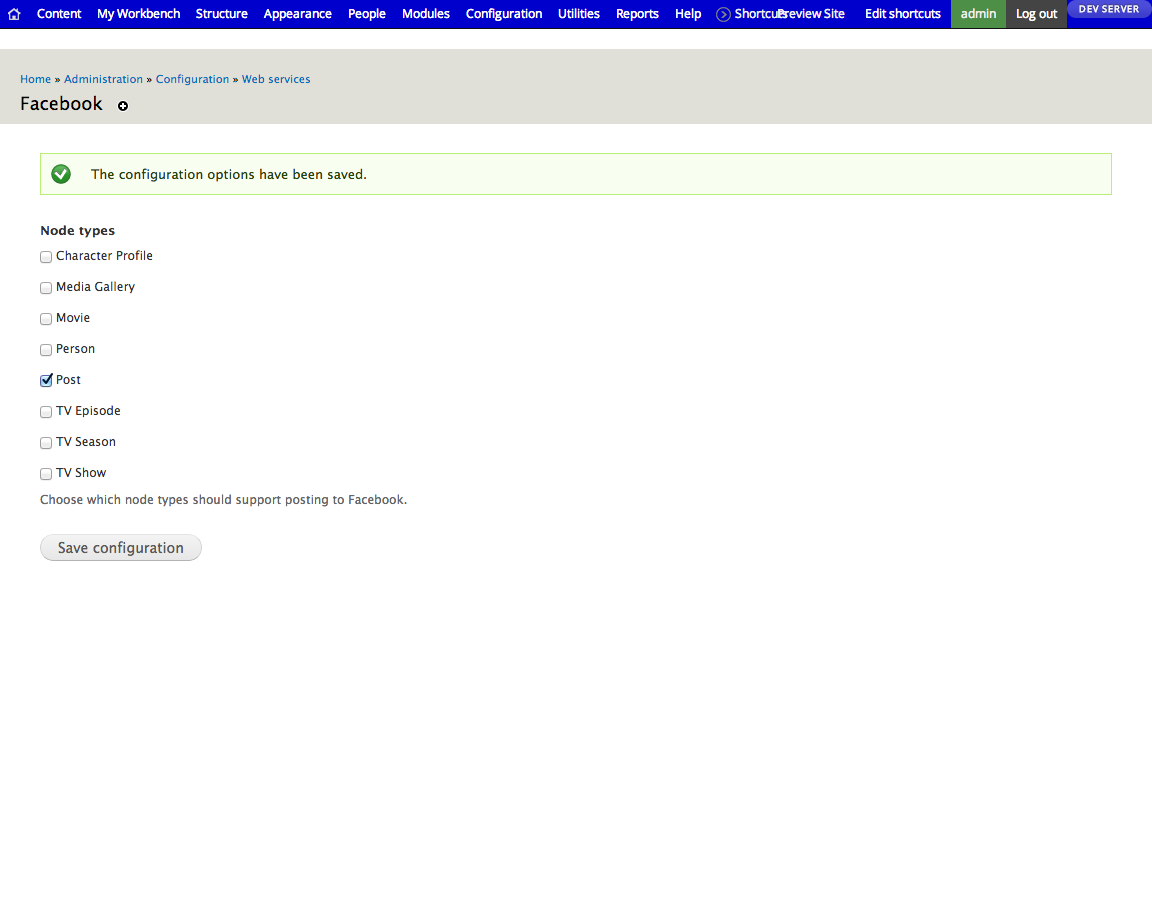 Content My Workbench Structure Appearance People Modules Configuration Utilities Reports Help Shortcuts Preview Site Edit shortcuts admin Log out DEV SERVER
Home » Administration » Configuration » Web services
Facebook
The configuration options have been saved.
Node types
Character Profile
Media Gallery
Movie
Person
Post
TV Episode
TV Season
TV Show
Choose which node types should support posting to Facebook.
Save configuration